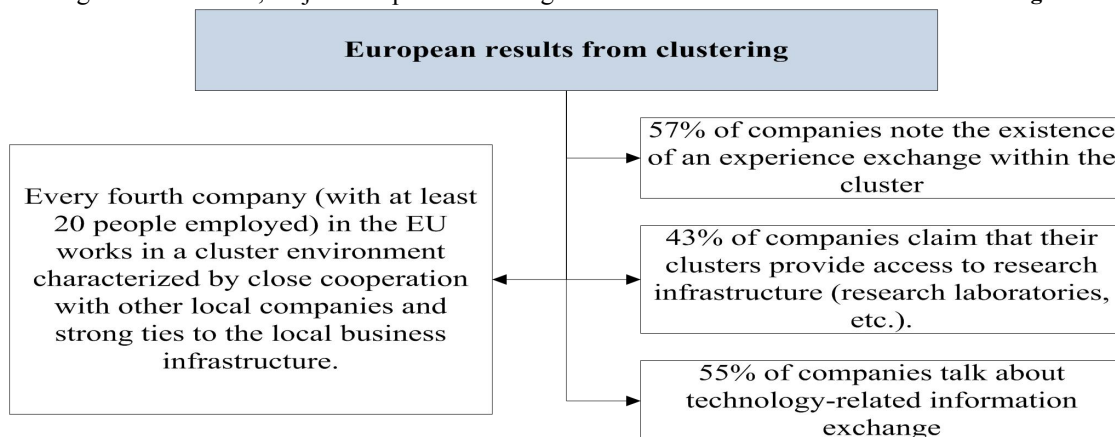 European results from clustering
Every fourth company (with at least
20 people employed) in the EU
works in a cluster environment
characterized by close cooperation
with other local companies and
strong ties to the local business
infrastructure.
57% of companies note the existence
of an experience exchange within the
cluster
43% of companies claim that their
clusters provide access to research
infrastructure (research laboratories,
etc.).
55% of companies talk about
technology-related information
exchange